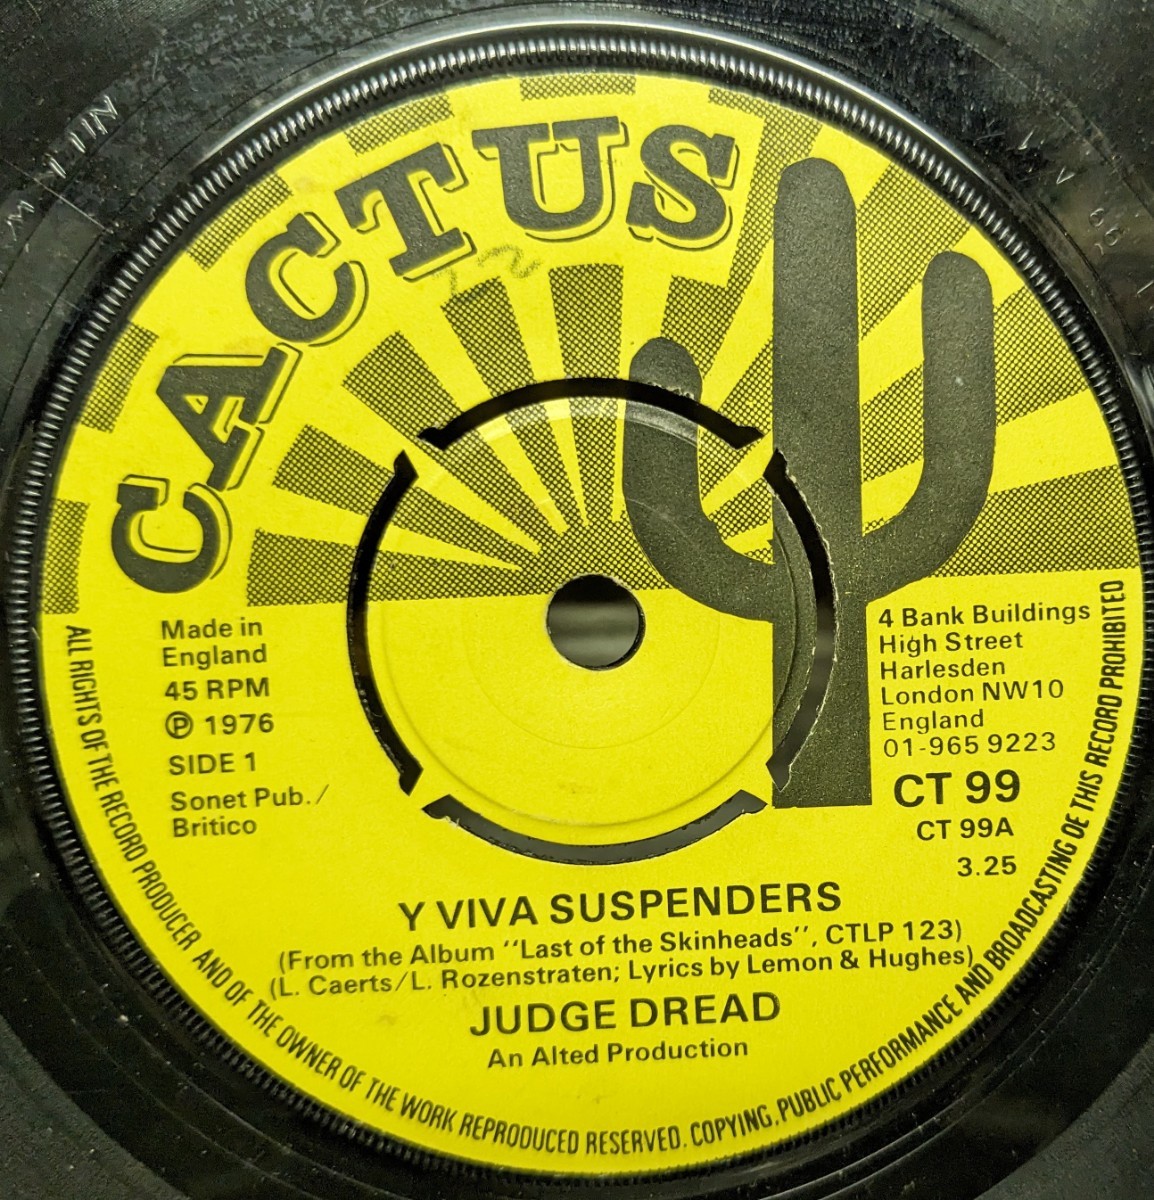 CACTUS
Made in
England
45 RPM
Ⓟ 1976
SIDE 1
Sonet Pub./
Britico
4 Bank Buildings
High Street
Harlesden
London NW10
England
01-965 9223
CT 99
CT 99A
3.25
Y VIVA SUSPENDERS
(From the Album "Last of the Skinheads", CTLP 123)
(L. Caerts/L. Rozenstraten; Lyrics by Lemon & Hughes)
JUDGE DREAD
An Alted Production
ALL RIGHTS OF THE RECORD PRODUCER AND OF THE OWNER OF THE WORK REPRODUCED RESERVED. COPYING, PUBLIC PERFORMANCE AND BROADCASTING OE THIS RECORD PROHIBITED